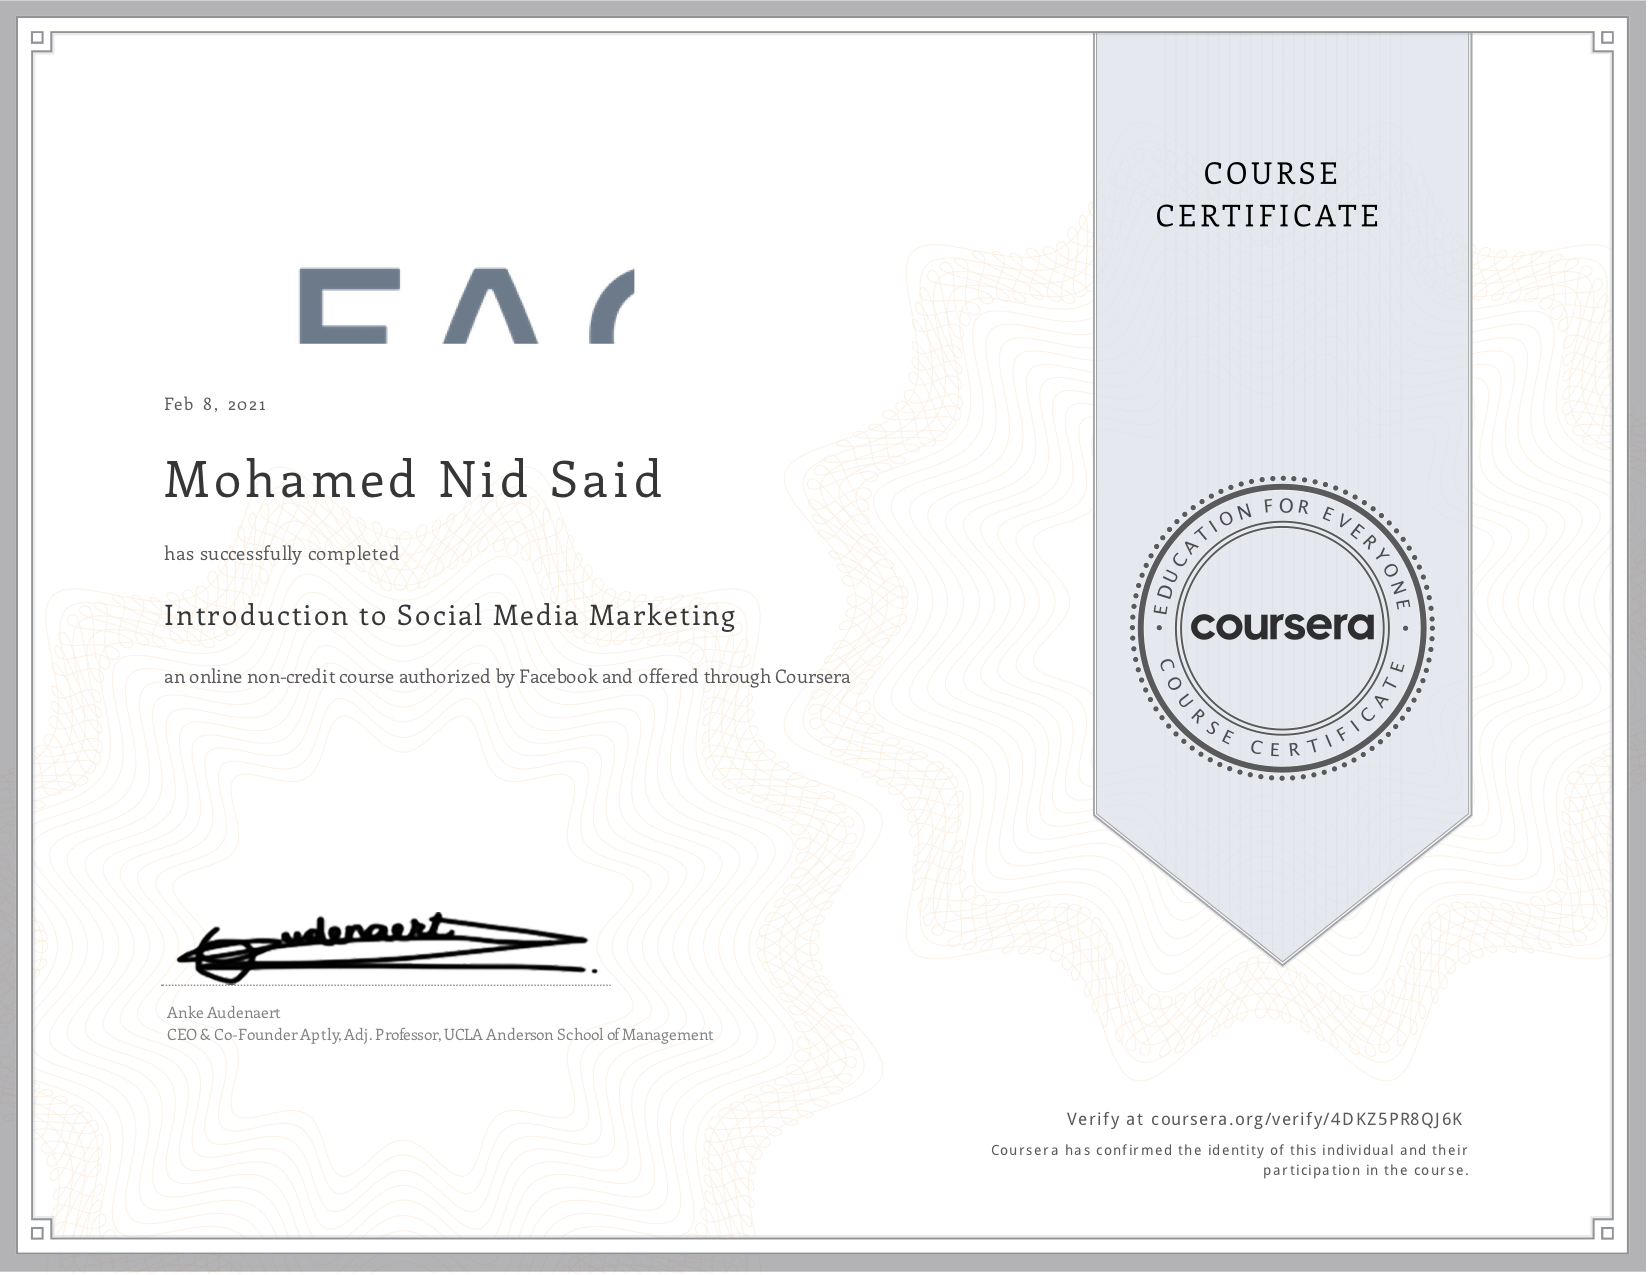 COURSE
CERTIFICATE
Feb 8, 2021
Mohamed Nid Said
has successfully completed
Introduction to Social Media Marketing
an online non-credit course authorized by Facebook and offered through Coursera
EDUCATION FOR EVERYONE
coursera
COURSE CERTIFICATE
udenaert
Anke Audenaert
CEO & Co-Founder Aptly, Adj. Professor, UCLA Anderson School of Management
Verify at coursera.org/verify/4DKZ5PR8QJ6K
Coursera has confirmed the identity of this individual and their
participation in the course.